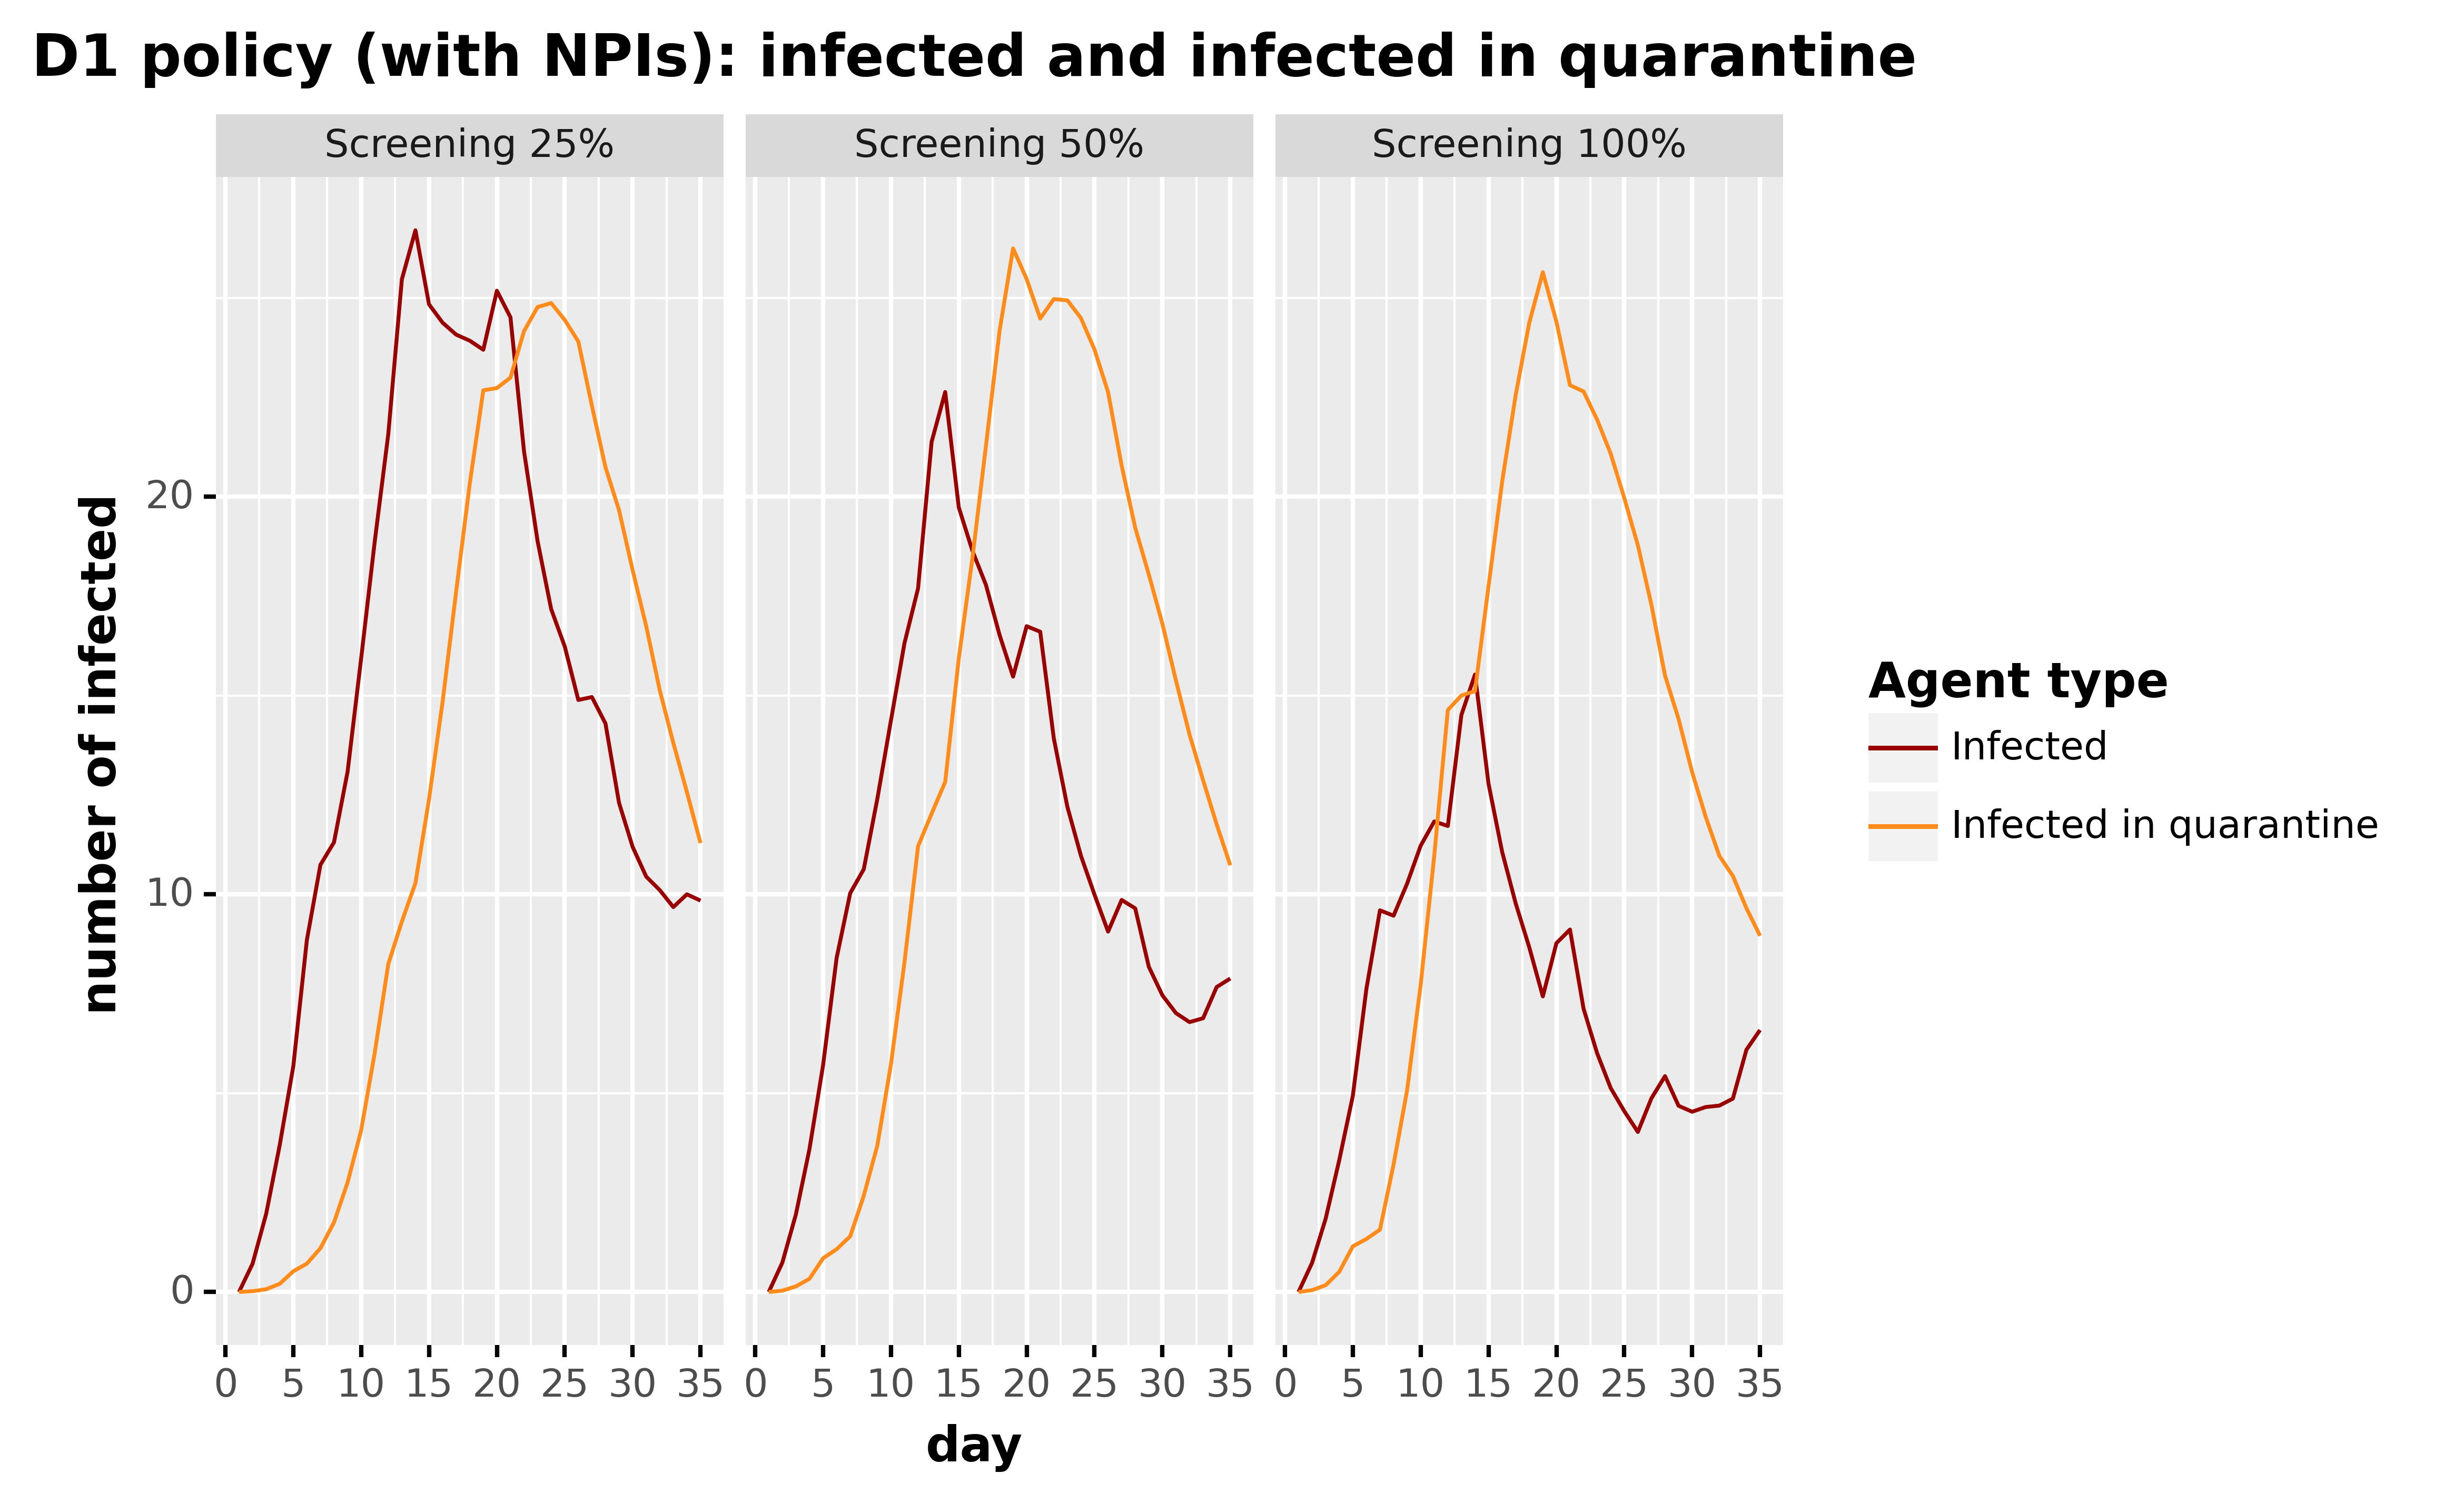 D1 policy (with NPIs): infected and infected in quarantine
Screening 25%
Screening 50%
Screening 100%
number of infected
20
10
0
0 5 10 15 20 25 30 35
0 5 10 15 20 25 30 35
0 5 10 15 20 25 30 35
day
Agent type
Infected
Infected in quarantine